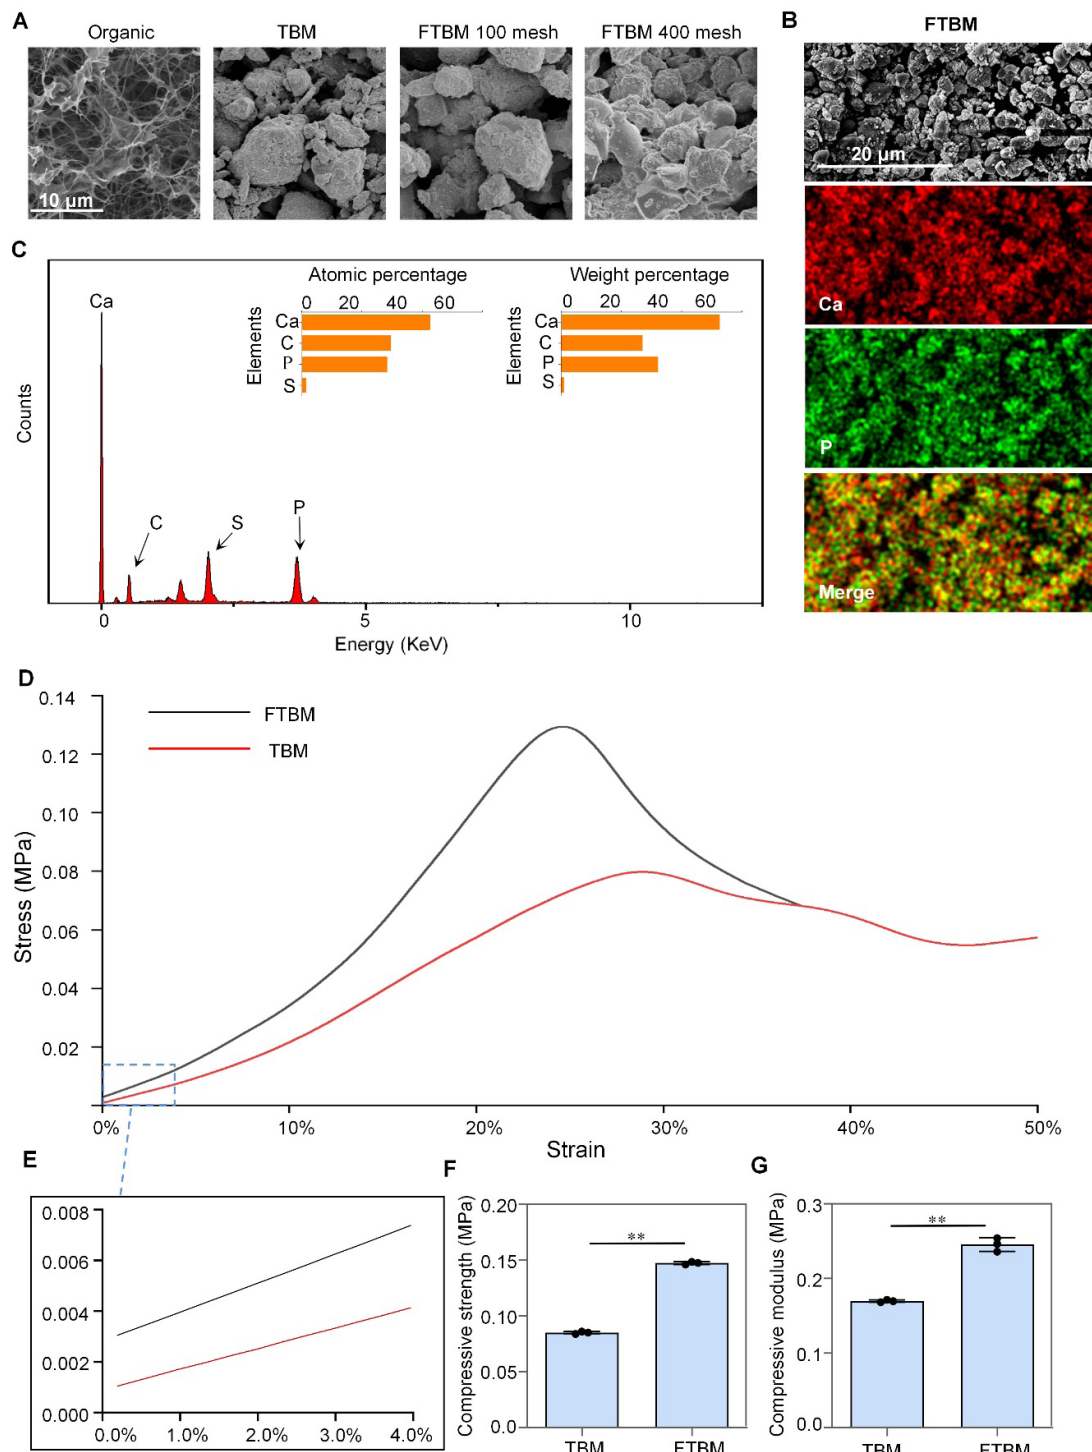 A
Organic
TBM
FTBM 100 mesh
FTBM 400 mesh
10 µm
B
FTBM
20 µm
Ca
P
Merge
C
Counts
Ca
C
S
P
Atomic percentage
0 20 40 60
Elements
Ca
C
P
S
Weight percentage
0 20 40 60
Elements
Ca
C
P
S
0 5 10
Energy (KeV)
D
Stress (MPa)
0.14
0.12
0.10
0.08
0.06
0.04
0.02
FTBM
TBM
0% 10% 20% 30% 40% 50%
Strain
E
0.008
0.006
0.004
0.002
0.000
0.0% 1.0% 2.0% 3.0% 4.0%
F
Compressive strength (MPa)
0.20
0.15
0.10
0.05
0.0
**
TBM FTBM
G
Compressive modulus (MPa)
0.3
0.2
0.1
0.0
**
TBM FTBM